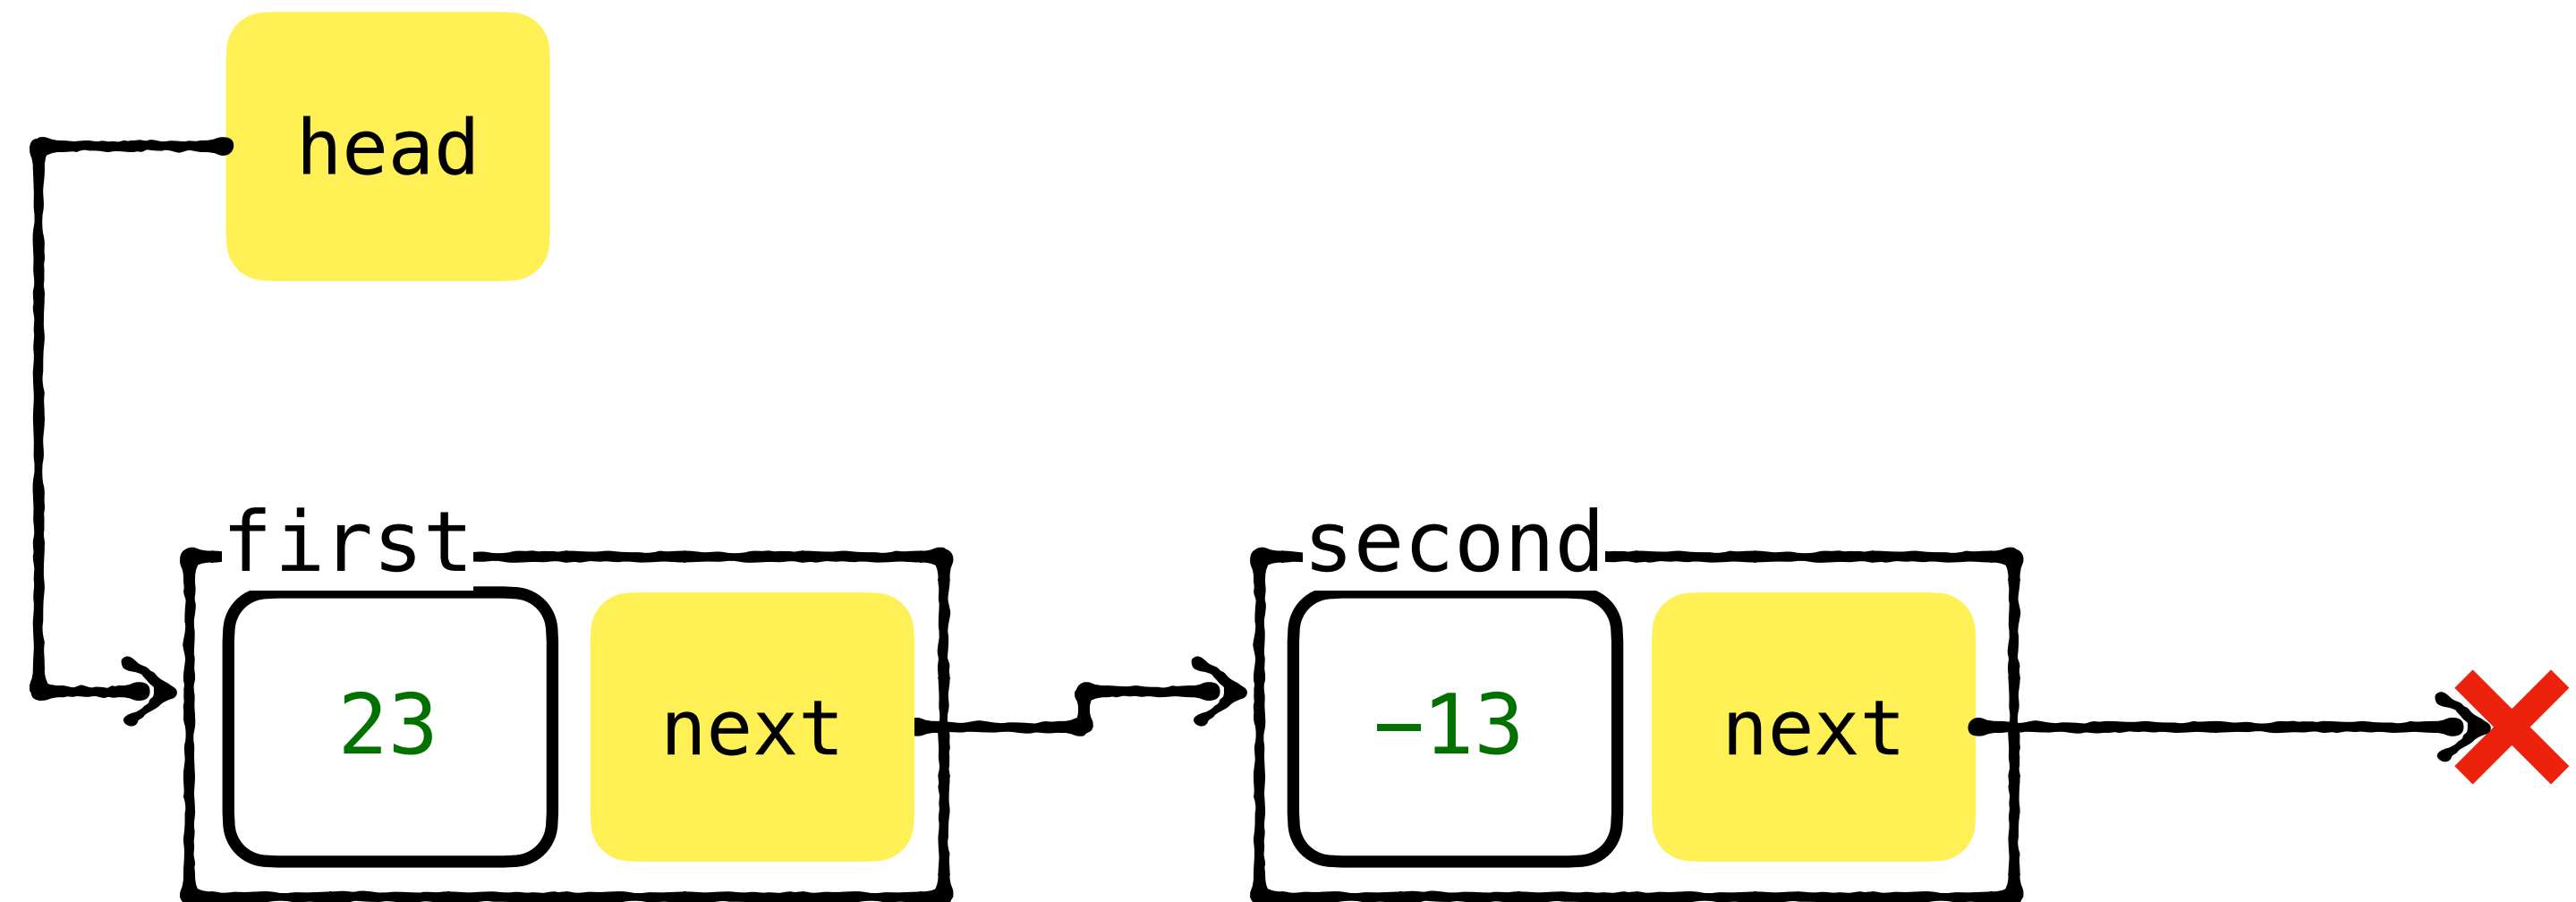 head
first
second
23
next
−13
next